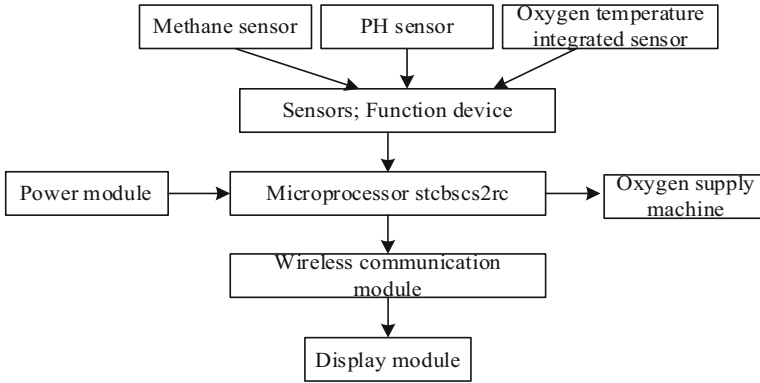 Methane sensor
PH sensor
Oxygen temperature
integrated sensor
Sensors; Function device
Power module
Microprocessor stcbscs2rc
Oxygen supply
machine
Wireless communication
module
Display module